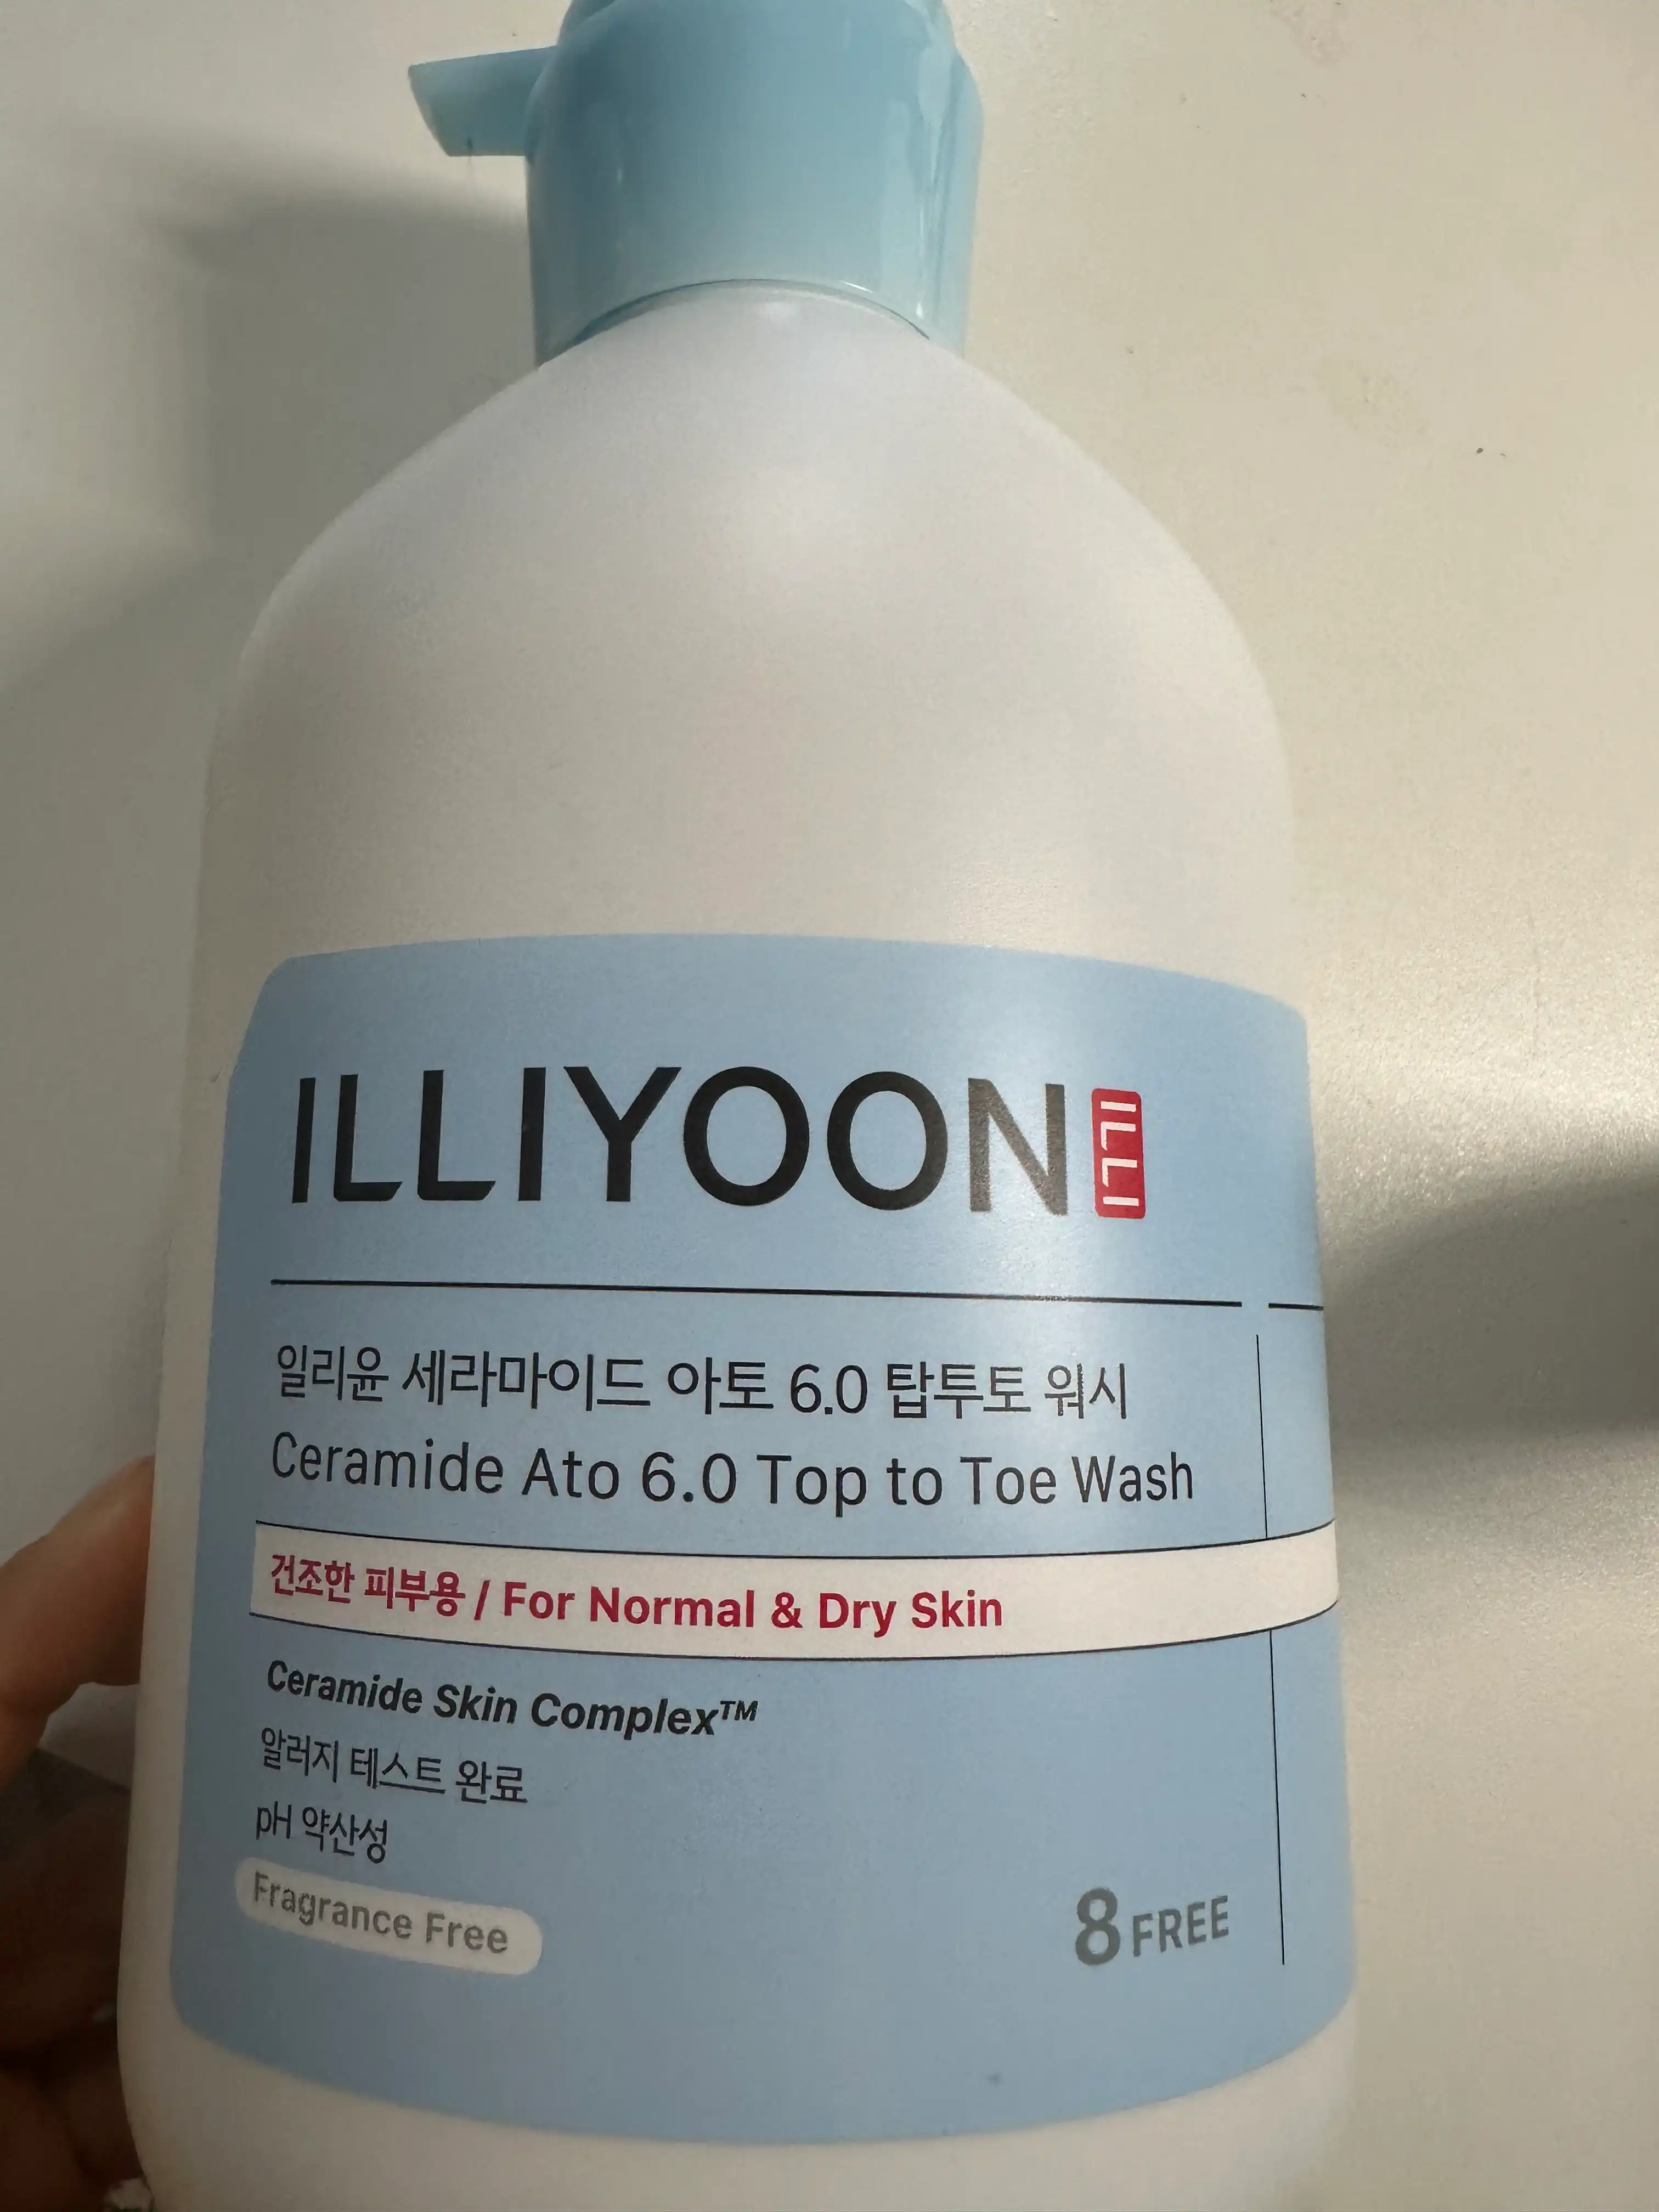 ILLIYOON ILLI
일리윤 세라마이드 아토 6.0 탑투토 워시
Ceramide Ato 6.0 Top to Toe Wash
건조한 피부용 / For Normal & Dry Skin
Ceramide Skin Complex™
알러지 테스트 완료
pH 약산성
Fragrance Free
8 FREE